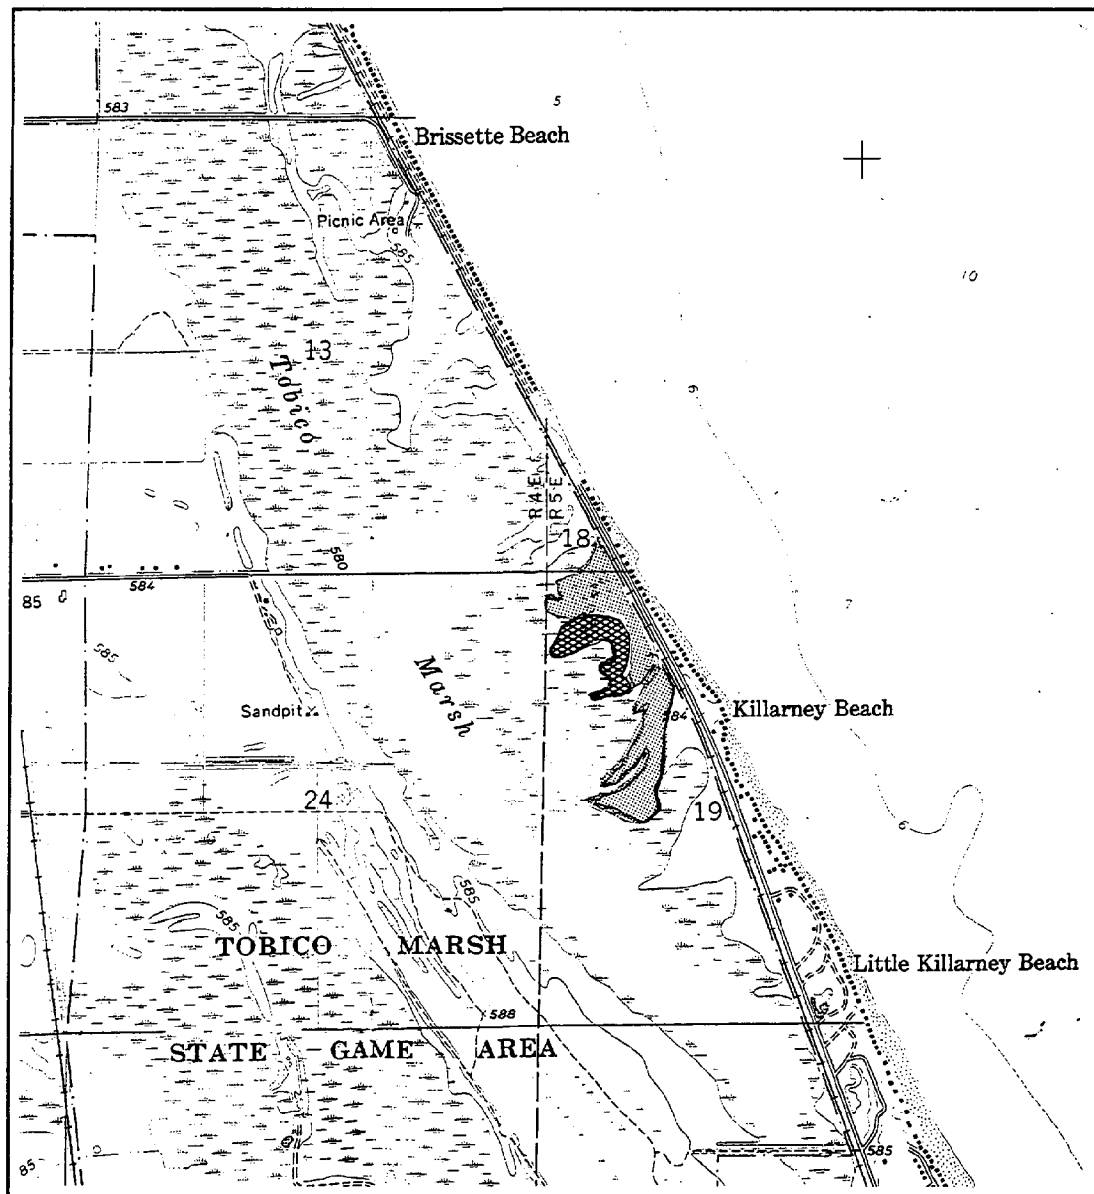 5
583
Brissette Beach
Picnic Area
585
10
13
Tobico
6
R4E
R5E
18
580
584
85
7
585
Marsh
Sandpit
584
Killarney Beach
24
19
6
585
585
TOBICO MARSH
Little Killarney Beach
588
STATE GAME AREA
585
85